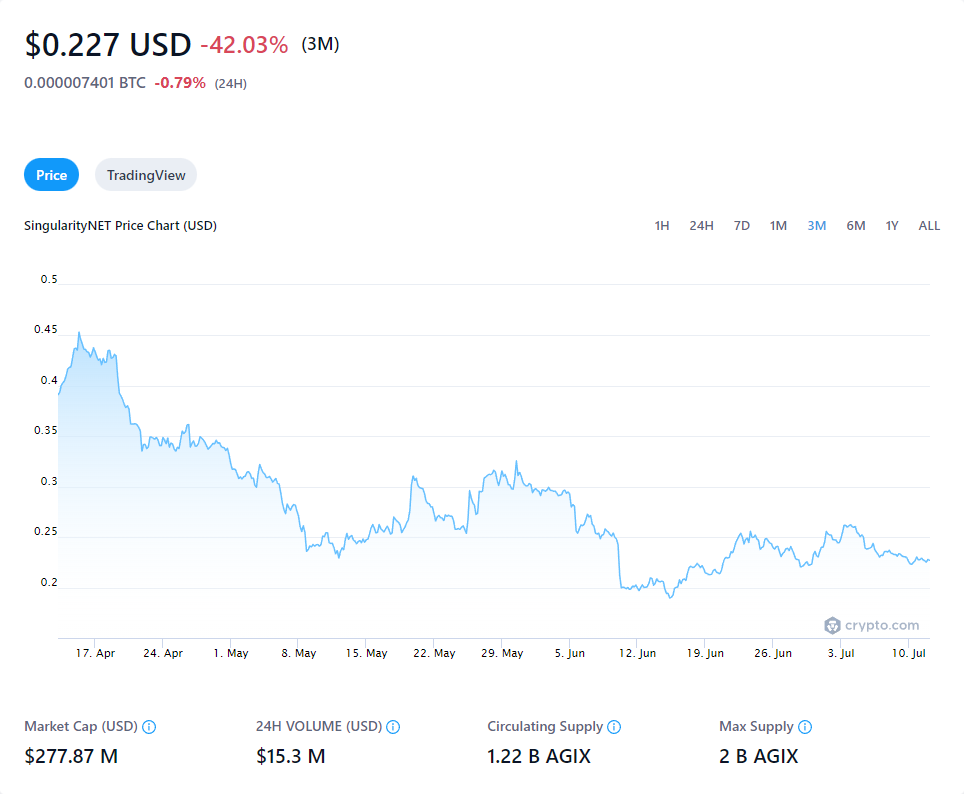 $0.227 USD -42.03% (3M)
0.000007401 BTC -0.79% (24H)
Price TradingView
SingularityNET Price Chart (USD) 1H 24H 7D 1M 3M 6M 1Y ALL
0.5
0.45
0.4
0.35
0.3
0.25
0.2
crypto.com
17. Apr 24. Apr 1. May 8. May 15. May 22. May 29. May 5. Jun 12. Jun 19. Jun 26. Jun 3. Jul 10. Jul
Market Cap (USD) 24H VOLUME (USD) Circulating Supply Max Supply
$277.87 M $15.3 M 1.22 B AGIX 2 B AGIX